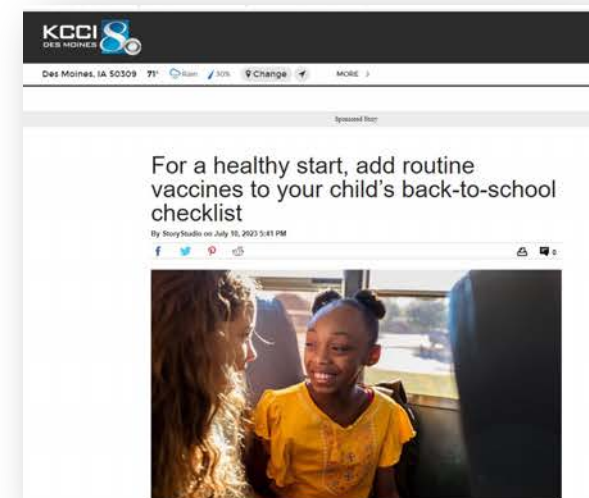 KCCI 8
DES MOINES
Des Moines, IA 50309 71° Rain 30% Change MORE
Sponsored Story
For a healthy start, add routine
vaccines to your child's back-to-school
checklist
By StoryStudio on July 10, 2023 5:41 PM
0